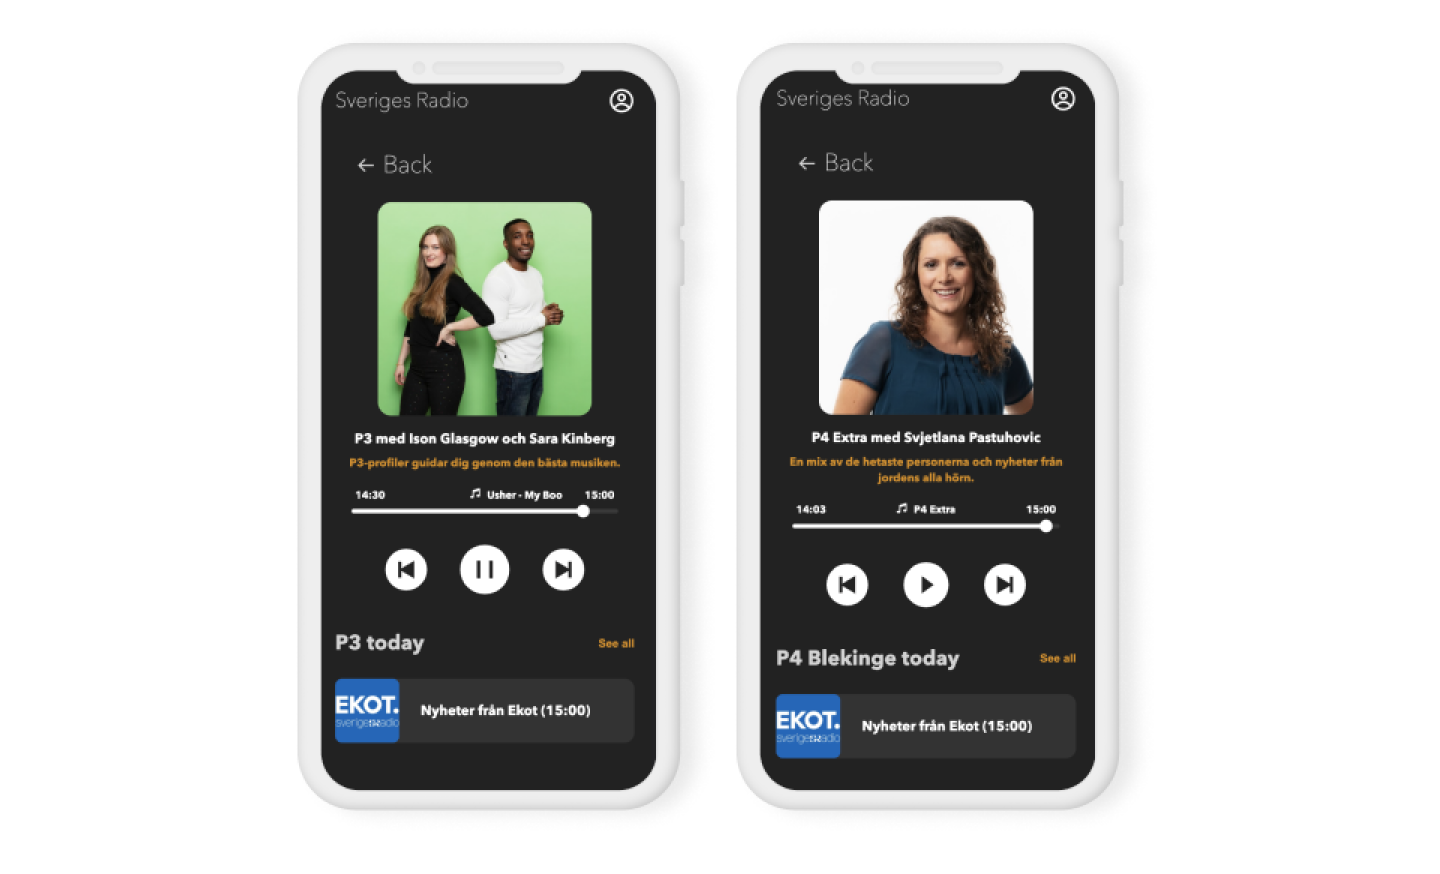 Sveriges Radio
Back
P3 med Ison Glasgow och Sara Kinberg
P3-profiler guidar dig genom den bästa musiken.
14:30 Usher - My Boo 15:00
P3 today See all
EKOT.
sverigesradio
Nyheter från Ekot (15:00)
Sveriges Radio
Back
P4 Extra med Svjetlana Pastuhovic
En mix av de hetaste personerna och nyheter från
jordens alla hörn.
14:03 P4 Extra 15:00
P4 Blekinge today See all
EKOT.
sverigesradio
Nyheter från Ekot (15:00)